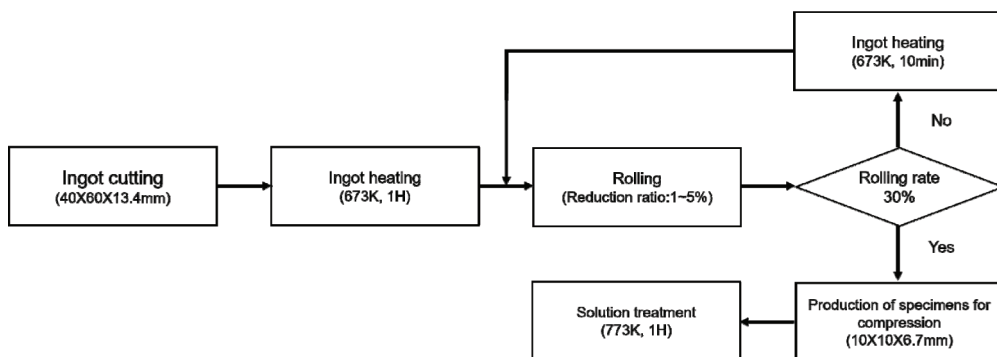 Ingot heating
(673K, 10min)
No
Ingot cutting
(40X60X13.4mm)
Ingot heating
(673K, 1H)
Rolling
(Reduction ratio:1~5%)
Rolling rate
30%
Yes
Solution treatment
(773K, 1H)
Production of specimens for
compression
(10X10X6.7mm)